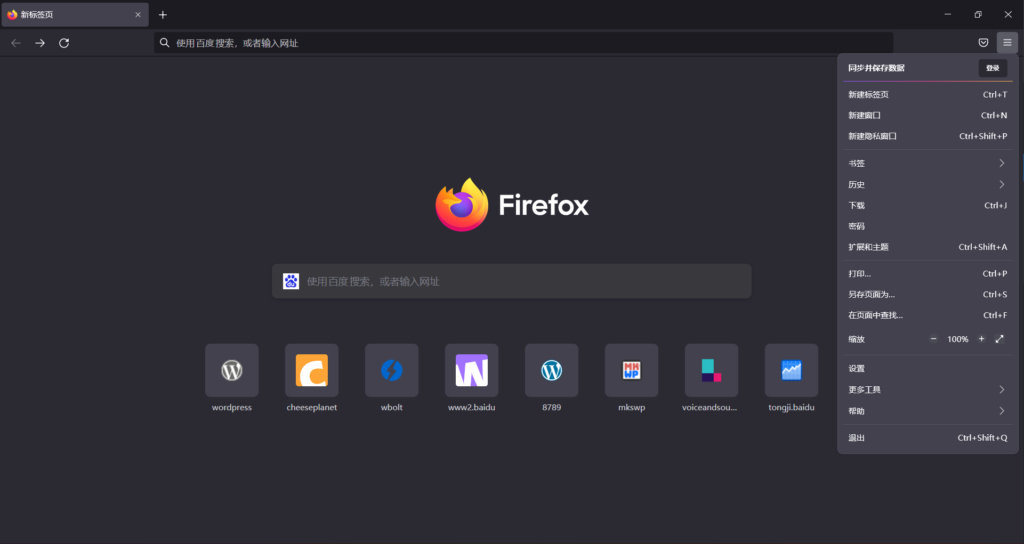 新标签页
使用百度搜索，或者输入网址
同步并保存数据 登录
新建标签页 Ctrl+T
新建窗口 Ctrl+N
新建隐私窗口 Ctrl+Shift+P
书签
历史
下载 Ctrl+J
密码
扩展和主题 Ctrl+Shift+A
打印... Ctrl+P
另存页面为... Ctrl+S
在页面中查找... Ctrl+F
缩放 − 100% +
设置
更多工具
帮助
退出 Ctrl+Shift+Q
Firefox
使用百度搜索，或者输入网址
MK
WP
wordpress cheeseplanet wbolt www2.baidu 8789 mkswp voiceandsou... tongji.baidu